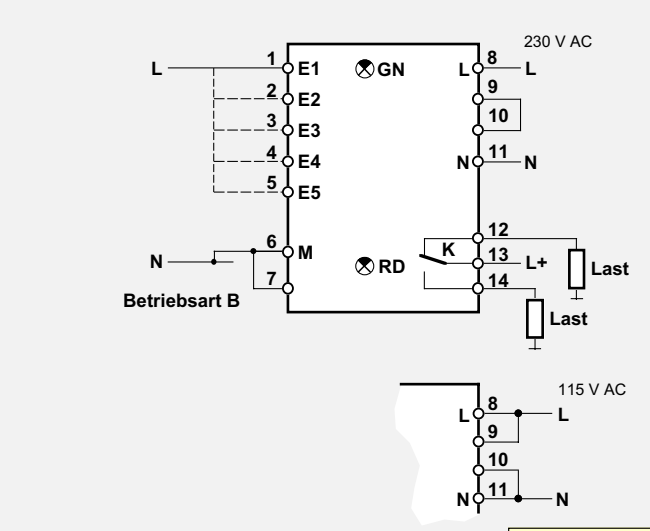 230 V AC
L 1 E1 GN L 8 L
2 E2 9
3 E3 10
4 E4 N 11 N
5 E5
12
6 M K
N RD 13 L+ Last
7 14
Betriebsart B Last
115 V AC
L 8 L
9
10
N 11 N